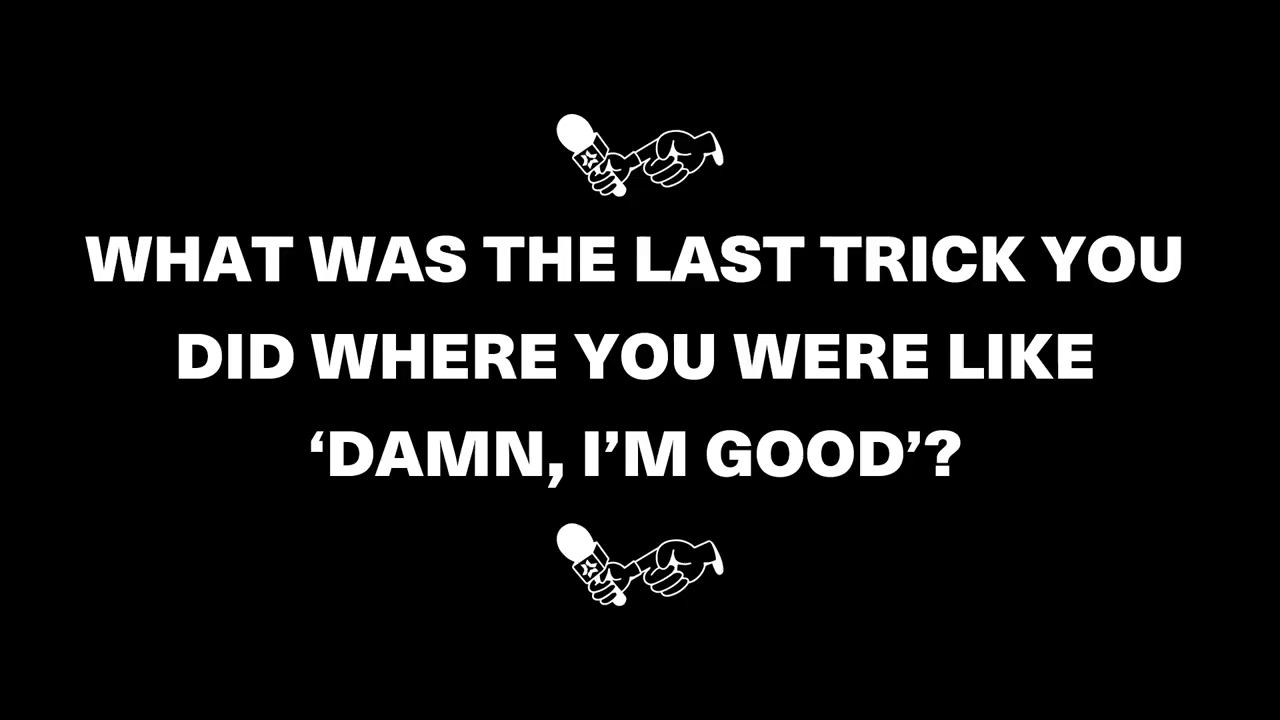 WHAT WAS THE LAST TRICK YOU
DID WHERE YOU WERE LIKE
‘DAMN, I’M GOOD’?